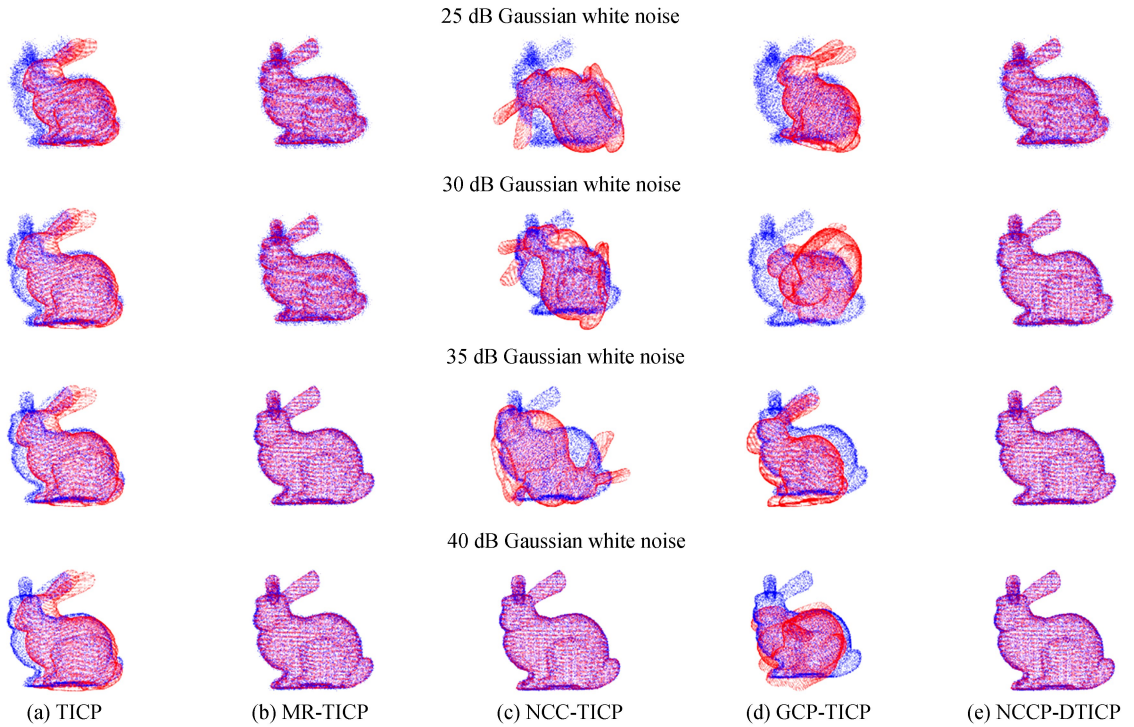 25 dB Gaussian white noise
30 dB Gaussian white noise
35 dB Gaussian white noise
40 dB Gaussian white noise
(a) TICP (b) MR-TICP (c) NCC-TICP (d) GCP-TICP (e) NCCP-DTICP